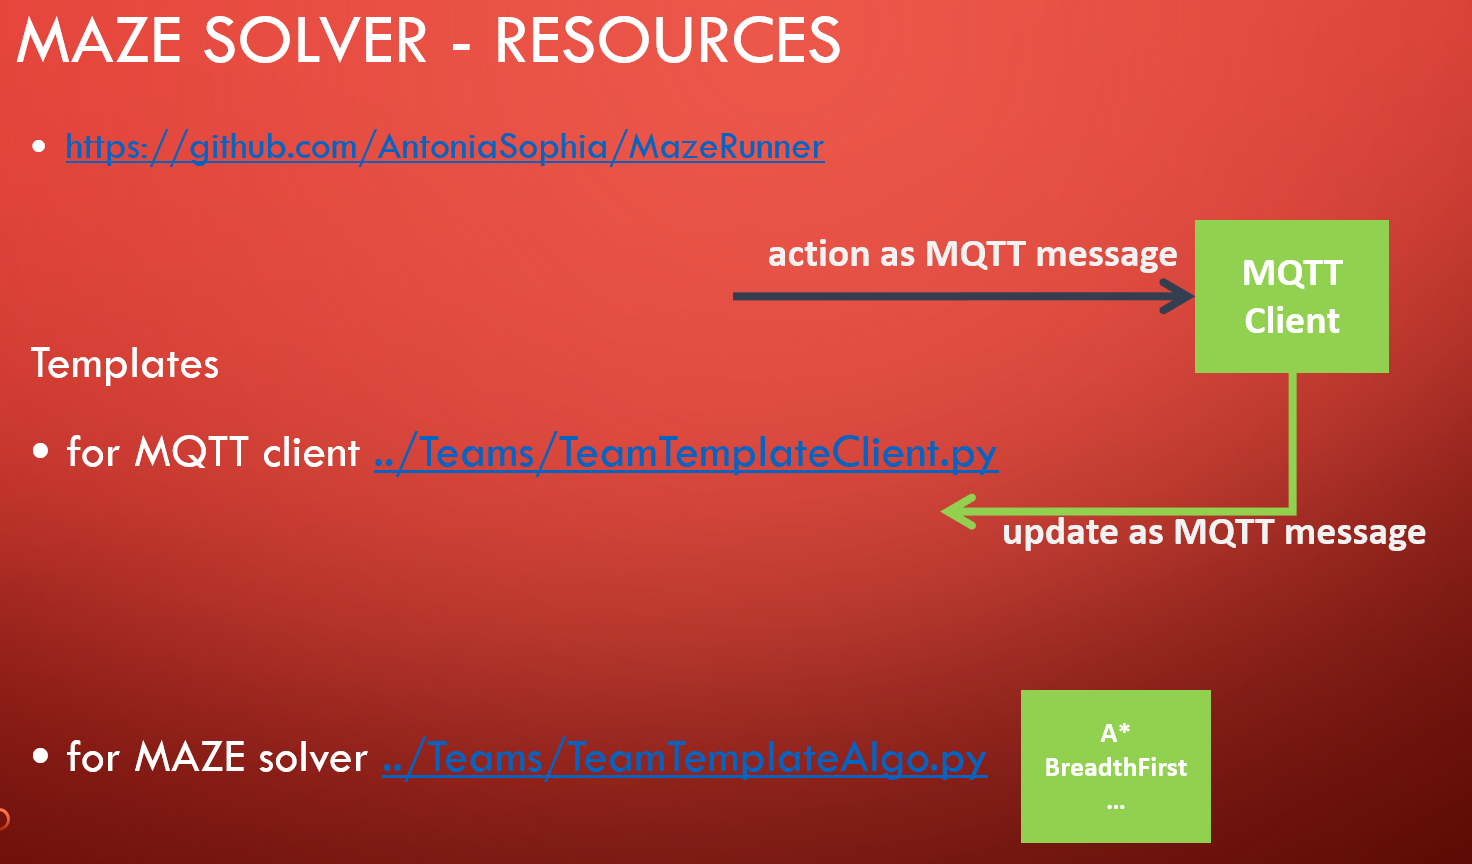 MAZE SOLVER - RESOURCES
• https://github.com/AntoniaSophia/MazeRunner
action as MQTT message
MQTT
Client
Templates
• for MQTT client ../Teams/TeamTemplateClient.py
update as MQTT message
• for MAZE solver ../Teams/TeamTemplateAlgo.py
A*
BreadthFirst
...